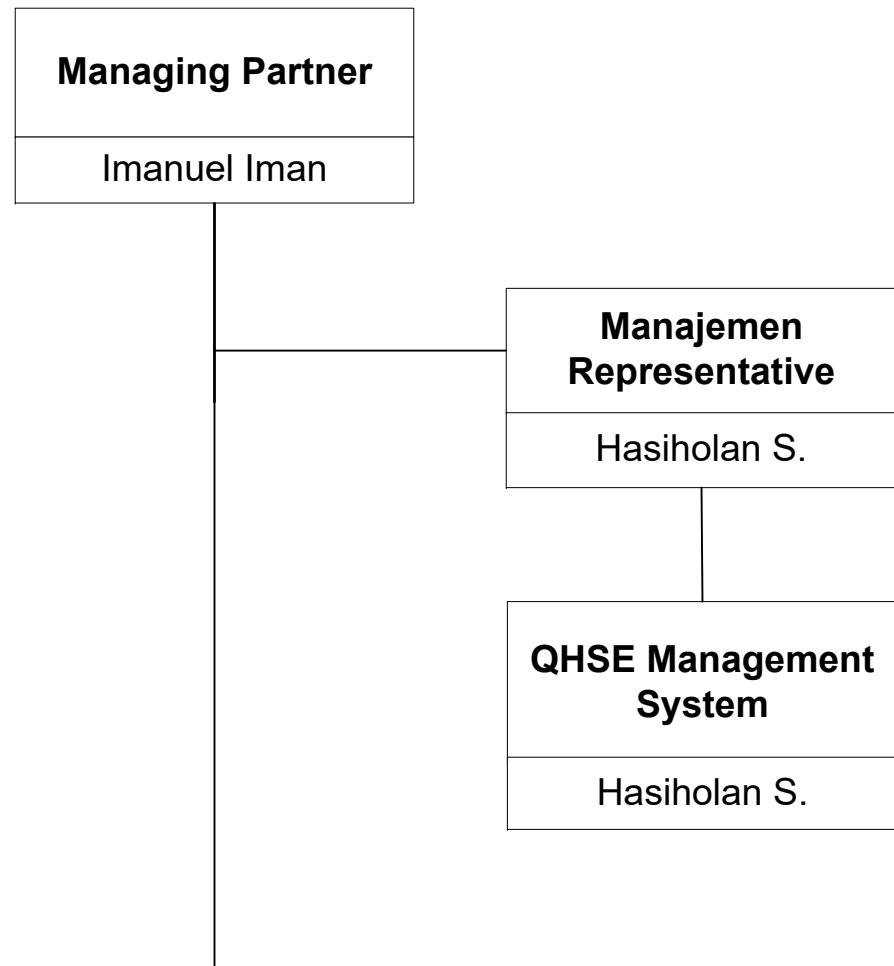 Managing Partner
Imanuel Iman
Manajemen
Representative
Hasiholan S.
QHSE Management
System
Hasiholan S.